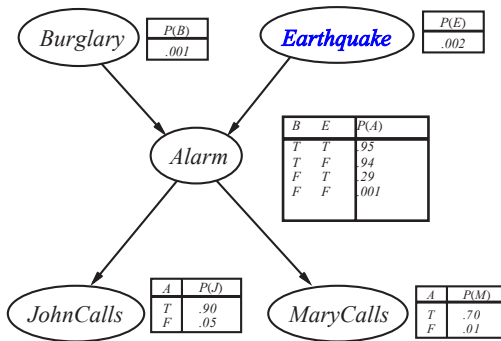 Burglary
P(B)
.001
Earthquake
P(E)
.002
Alarm
B E P(A)
T T .95
T F .94
F T .29
F F .001
JohnCalls
A P(J)
T .90
F .05
MaryCalls
A P(M)
T .70
F .01